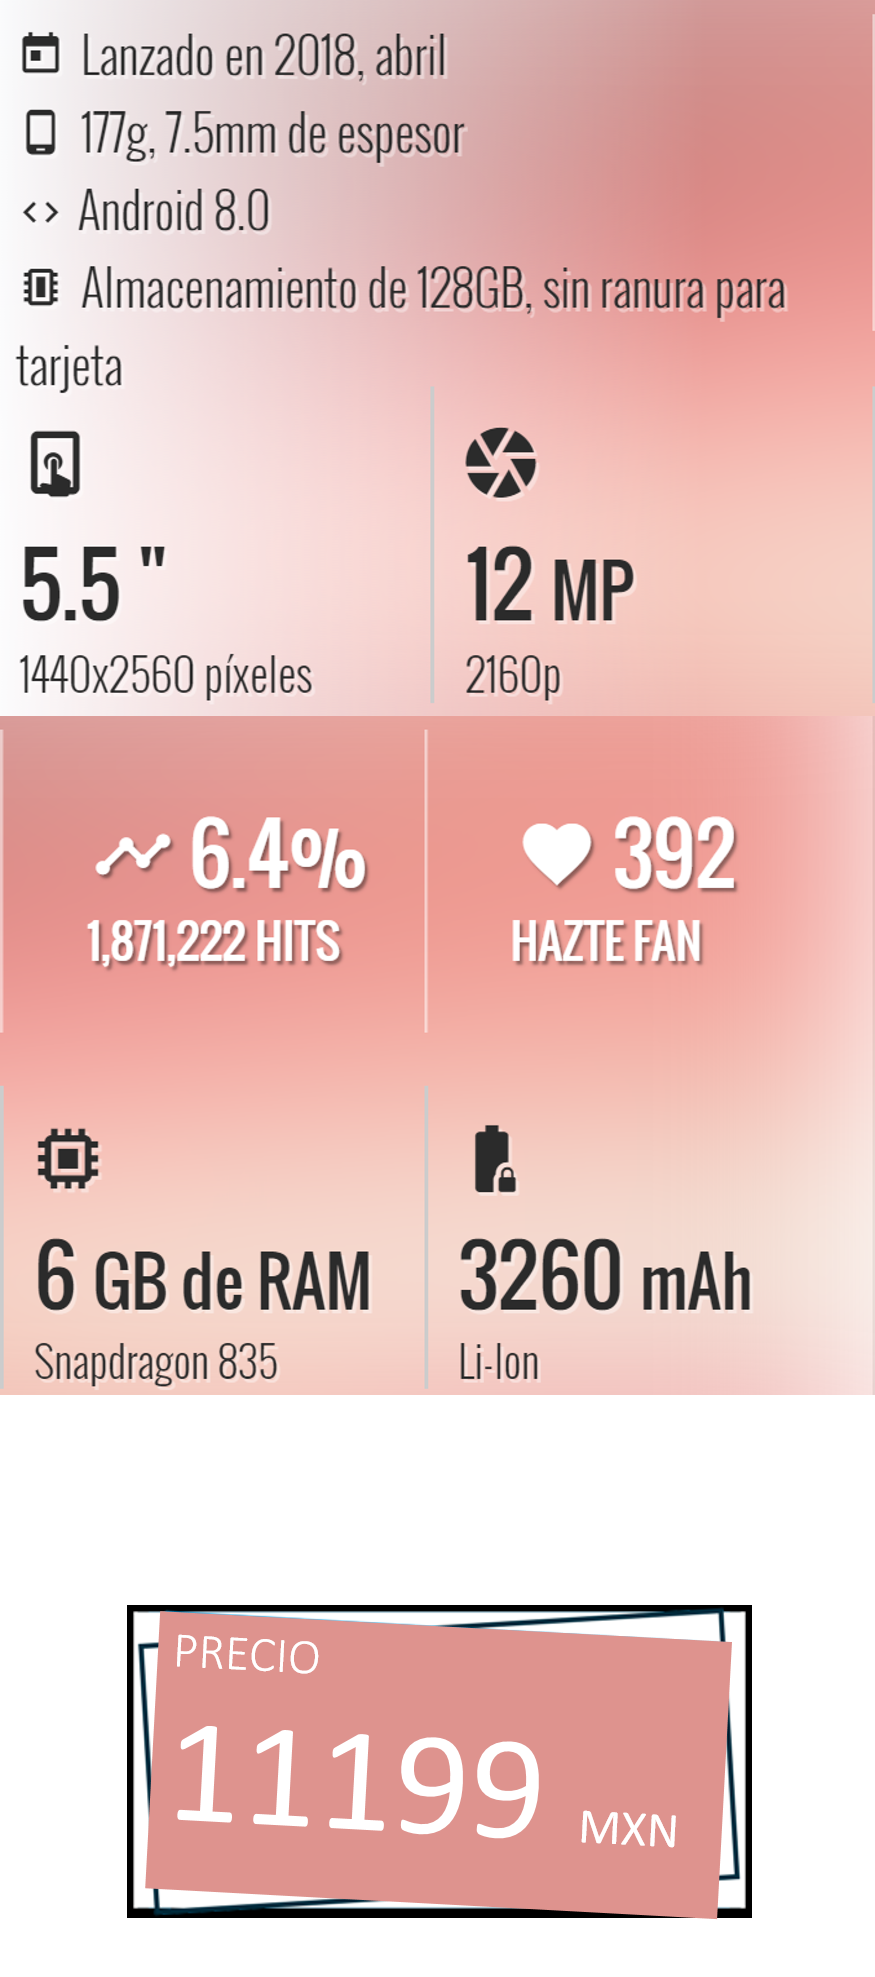 Lanzado en 2018, abril
177g, 7.5mm de espesor
Android 8.0
Almacenamiento de 128GB, sin ranura para
tarjeta
5.5 "
1440x2560 píxeles
12 MP
2160p
6.4%
1,871,222 HITS
392
HAZTE FAN
6 GB de RAM
Snapdragon 835
3260 mAh
Li-Ion
PRECIO
11199 MXN